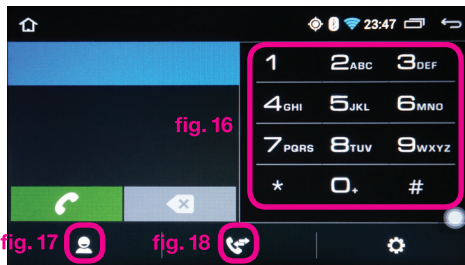 23:47
1 2ABC 3DEF
4GHI 5JKL 6MNO
fig. 16
7PQRS 8TUV 9WXYZ
* 0+ #
fig. 17 fig. 18